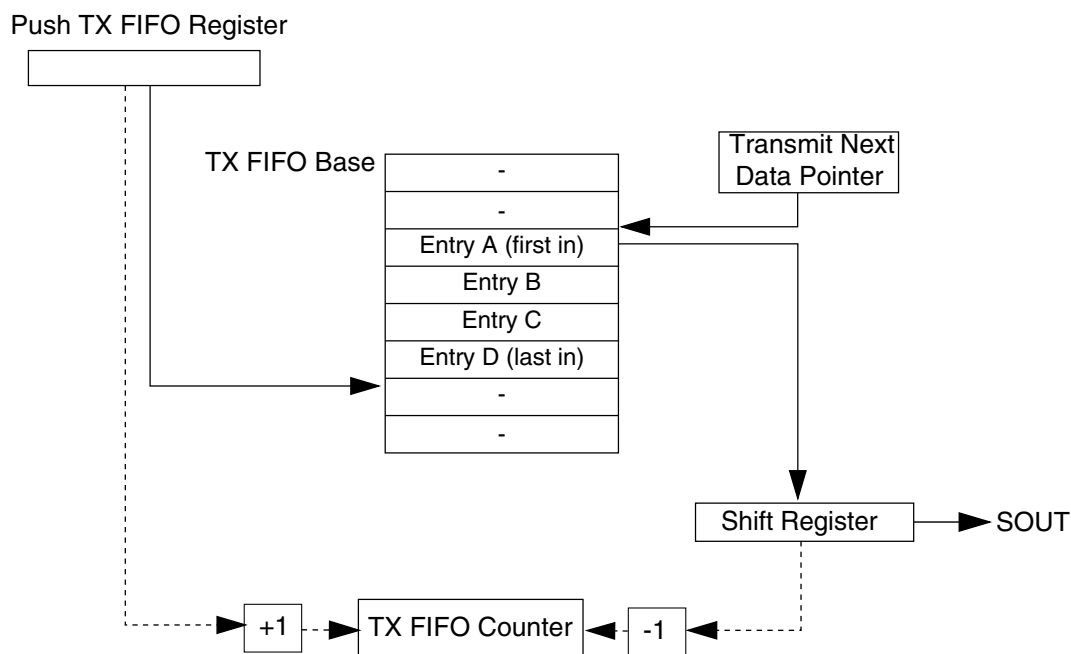 Push TX FIFO Register
TX FIFO Base
-
-
Entry A (first in)
Entry B
Entry C
Entry D (last in)
-
-
Transmit Next
Data Pointer
Shift Register
SOUT
+1
TX FIFO Counter
-1